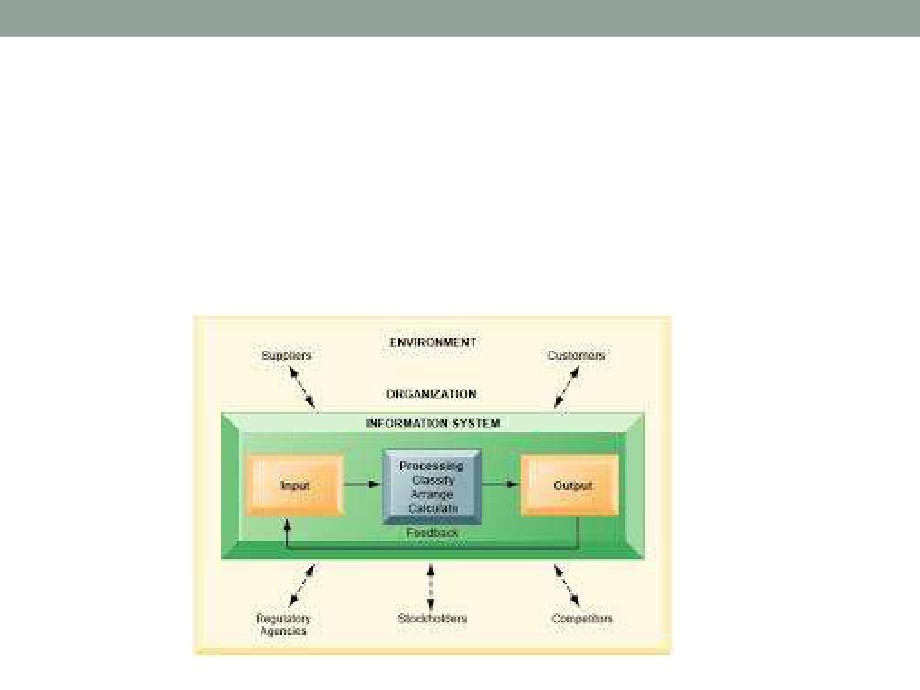 ENVIRONMENT
Suppliers
Customers
ORGANIZATION
INFORMATION SYSTEM
Input
Processing
Classify
Arrange
Calculate
Output
Feedback
Regulatory
Agencies
Stockholders
Competitors